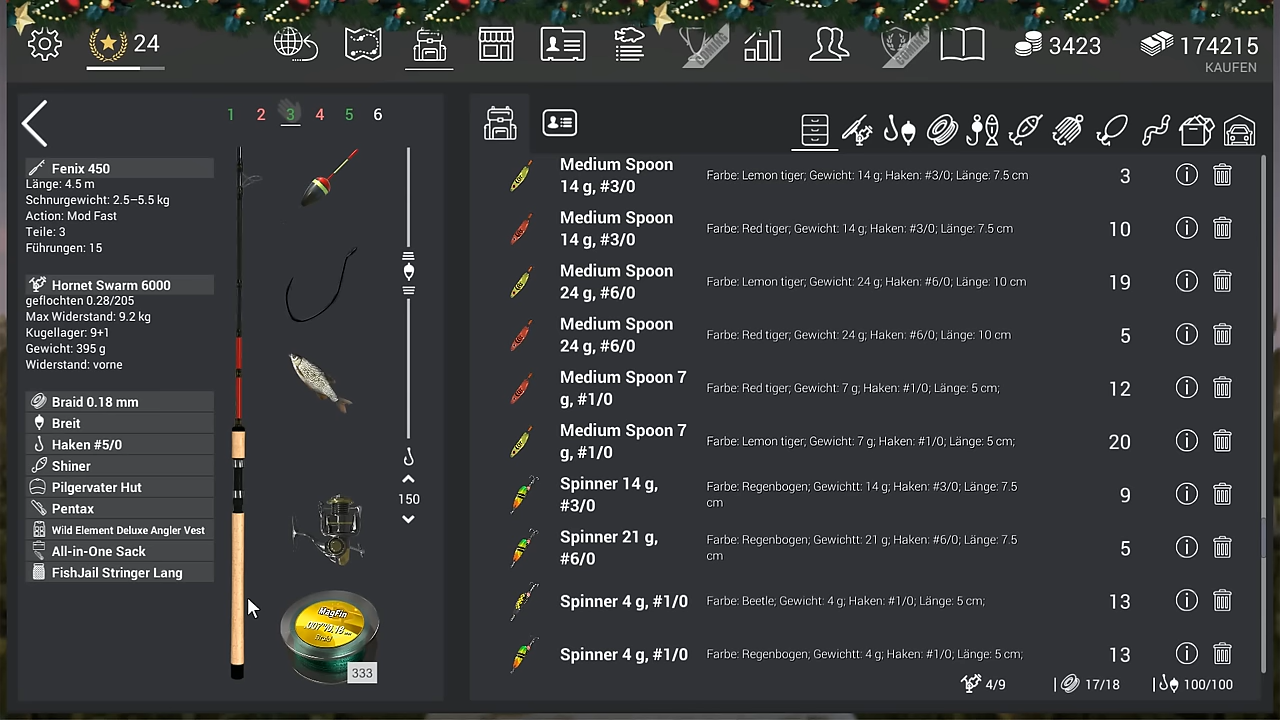 24
3423
174215
KAUFEN
1 2 3 4 5 6
Fenix 450
Länge: 4.5 m
Schnurgewicht: 2.5–5.5 kg
Action: Mod Fast
Teile: 3
Führungen: 15
Hornet Swarm 6000
geflochten 0.28/205
Max Widerstand: 9.2 kg
Kugellager: 9+1
Gewicht: 395 g
Widerstand: vorne
Braid 0.18 mm
Breit
Haken #5/0
Shiner
Pilgervater Hut
Pentax
Wild Element Deluxe Angler Vest
All-in-One Sack
FishJail Stringer Lang
150
MagFin
Braid
333
Medium Spoon
14 g, #3/0
Farbe: Lemon tiger; Gewicht: 14 g; Haken: #3/0; Länge: 7.5 cm
3
Medium Spoon
14 g, #3/0
Farbe: Red tiger; Gewicht: 14 g; Haken: #3/0; Länge: 7.5 cm
10
Medium Spoon
24 g, #6/0
Farbe: Lemon tiger; Gewicht: 24 g; Haken: #6/0; Länge: 10 cm
19
Medium Spoon
24 g, #6/0
Farbe: Red tiger; Gewicht: 24 g; Haken: #6/0; Länge: 10 cm
5
Medium Spoon 7
g, #1/0
Farbe: Red tiger; Gewicht: 7 g; Haken: #1/0; Länge: 5 cm;
12
Medium Spoon 7
g, #1/0
Farbe: Lemon tiger; Gewicht: 7 g; Haken: #1/0; Länge: 5 cm;
20
Spinner 14 g,
#3/0
Farbe: Regenbogen; Gewichtt: 14 g; Haken: #3/0; Länge: 7.5
cm
9
Spinner 21 g,
#6/0
Farbe: Regenbogen; Gewichtt: 21 g; Haken: #6/0; Länge: 7.5
cm
5
Spinner 4 g, #1/0
Farbe: Beetle; Gewicht: 4 g; Haken: #1/0; Länge: 5 cm;
13
Spinner 4 g, #1/0
Farbe: Regenbogen; Gewichtt: 4 g; Haken: #1/0; Länge: 5 cm;
13
4/9 | 17/18 | 100/100